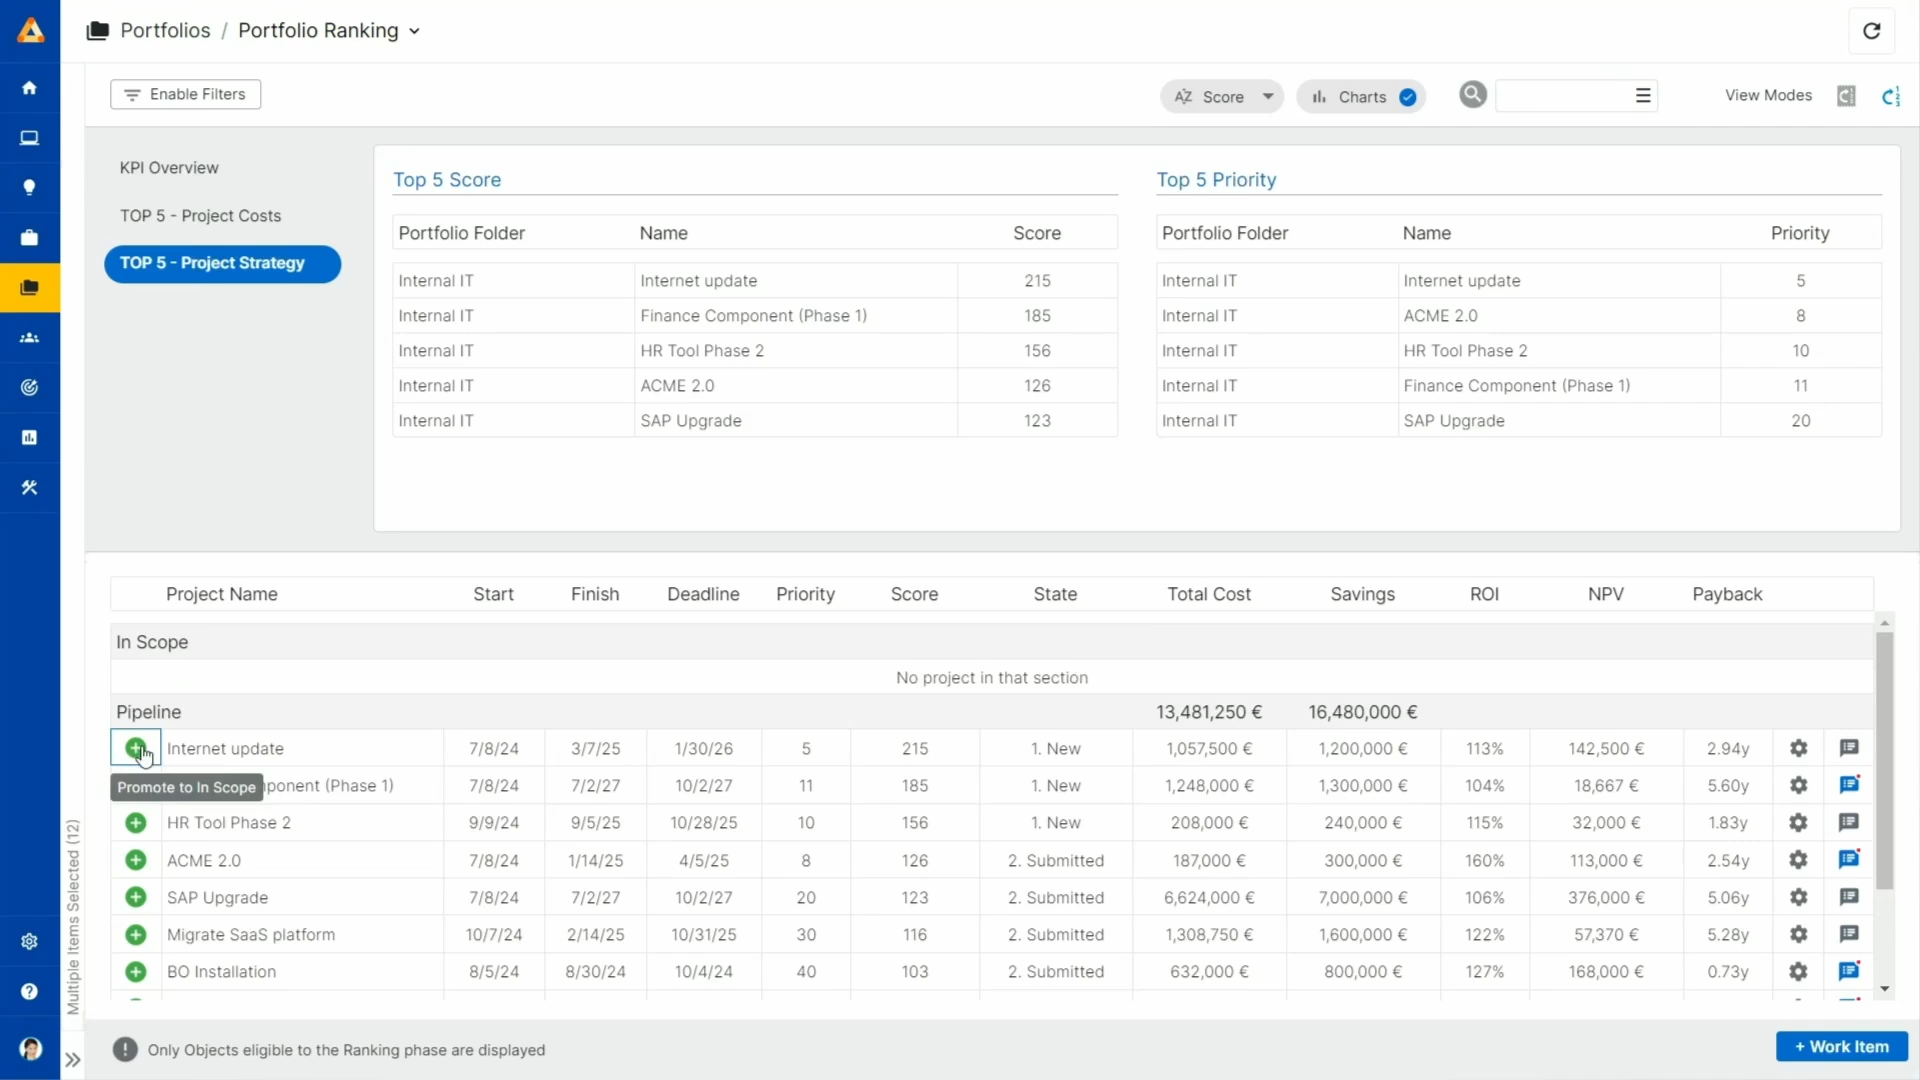 Portfolios / Portfolio Ranking
Enable Filters
AZ Score
Charts
View Modes
KPI Overview
TOP 5 - Project Costs
TOP 5 - Project Strategy
Top 5 Score
Portfolio Folder Name Score
Internal IT Internet update 215
Internal IT Finance Component (Phase 1) 185
Internal IT HR Tool Phase 2 156
Internal IT ACME 2.0 126
Internal IT SAP Upgrade 123
Top 5 Priority
Portfolio Folder Name Priority
Internal IT Internet update 5
Internal IT ACME 2.0 8
Internal IT HR Tool Phase 2 10
Internal IT Finance Component (Phase 1) 11
Internal IT SAP Upgrade 20
Project Name Start Finish Deadline Priority Score State Total Cost Savings ROI NPV Payback
In Scope
No project in that section
Pipeline 13,481,250 € 16,480,000 €
Internet update 7/8/24 3/7/25 1/30/26 5 215 1. New 1,057,500 € 1,200,000 € 113% 142,500 € 2.94y
Promote to In Scope
ponent (Phase 1) 7/8/24 7/2/27 10/2/27 11 185 1. New 1,248,000 € 1,300,000 € 104% 18,667 € 5.60y
HR Tool Phase 2 9/9/24 9/5/25 10/28/25 10 156 1. New 208,000 € 240,000 € 115% 32,000 € 1.83y
ACME 2.0 7/8/24 1/14/25 4/5/25 8 126 2. Submitted 187,000 € 300,000 € 160% 113,000 € 2.54y
SAP Upgrade 7/8/24 7/2/27 10/2/27 20 123 2. Submitted 6,624,000 € 7,000,000 € 106% 376,000 € 5.06y
Migrate SaaS platform 10/7/24 2/14/25 10/31/25 30 116 2. Submitted 1,308,750 € 1,600,000 € 122% 57,370 € 5.28y
BO Installation 8/5/24 8/30/24 10/4/24 40 103 2. Submitted 632,000 € 800,000 € 127% 168,000 € 0.73y
Multiple Items Selected (12)
Only Objects eligible to the Ranking phase are displayed
+ Work Item